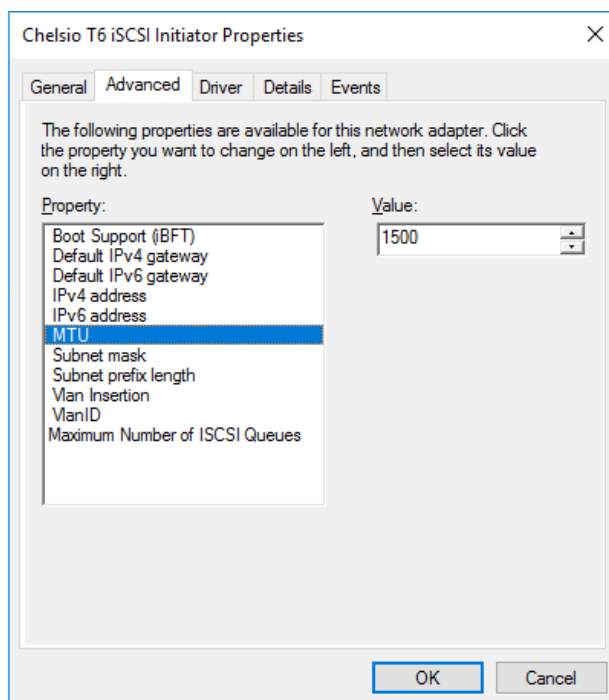 Chelsio T6 iSCSI Initiator Properties
General Advanced Driver Details Events
The following properties are available for this network adapter. Click
the property you want to change on the left, and then select its value
on the right.
Property: Value:
Boot Support (iBFT) 1500
Default IPv4 gateway
Default IPv6 gateway
IPv4 address
IPv6 address
MTU
Subnet mask
Subnet prefix length
Vlan Insertion
VlanID
Maximum Number of ISCSI Queues
OK Cancel